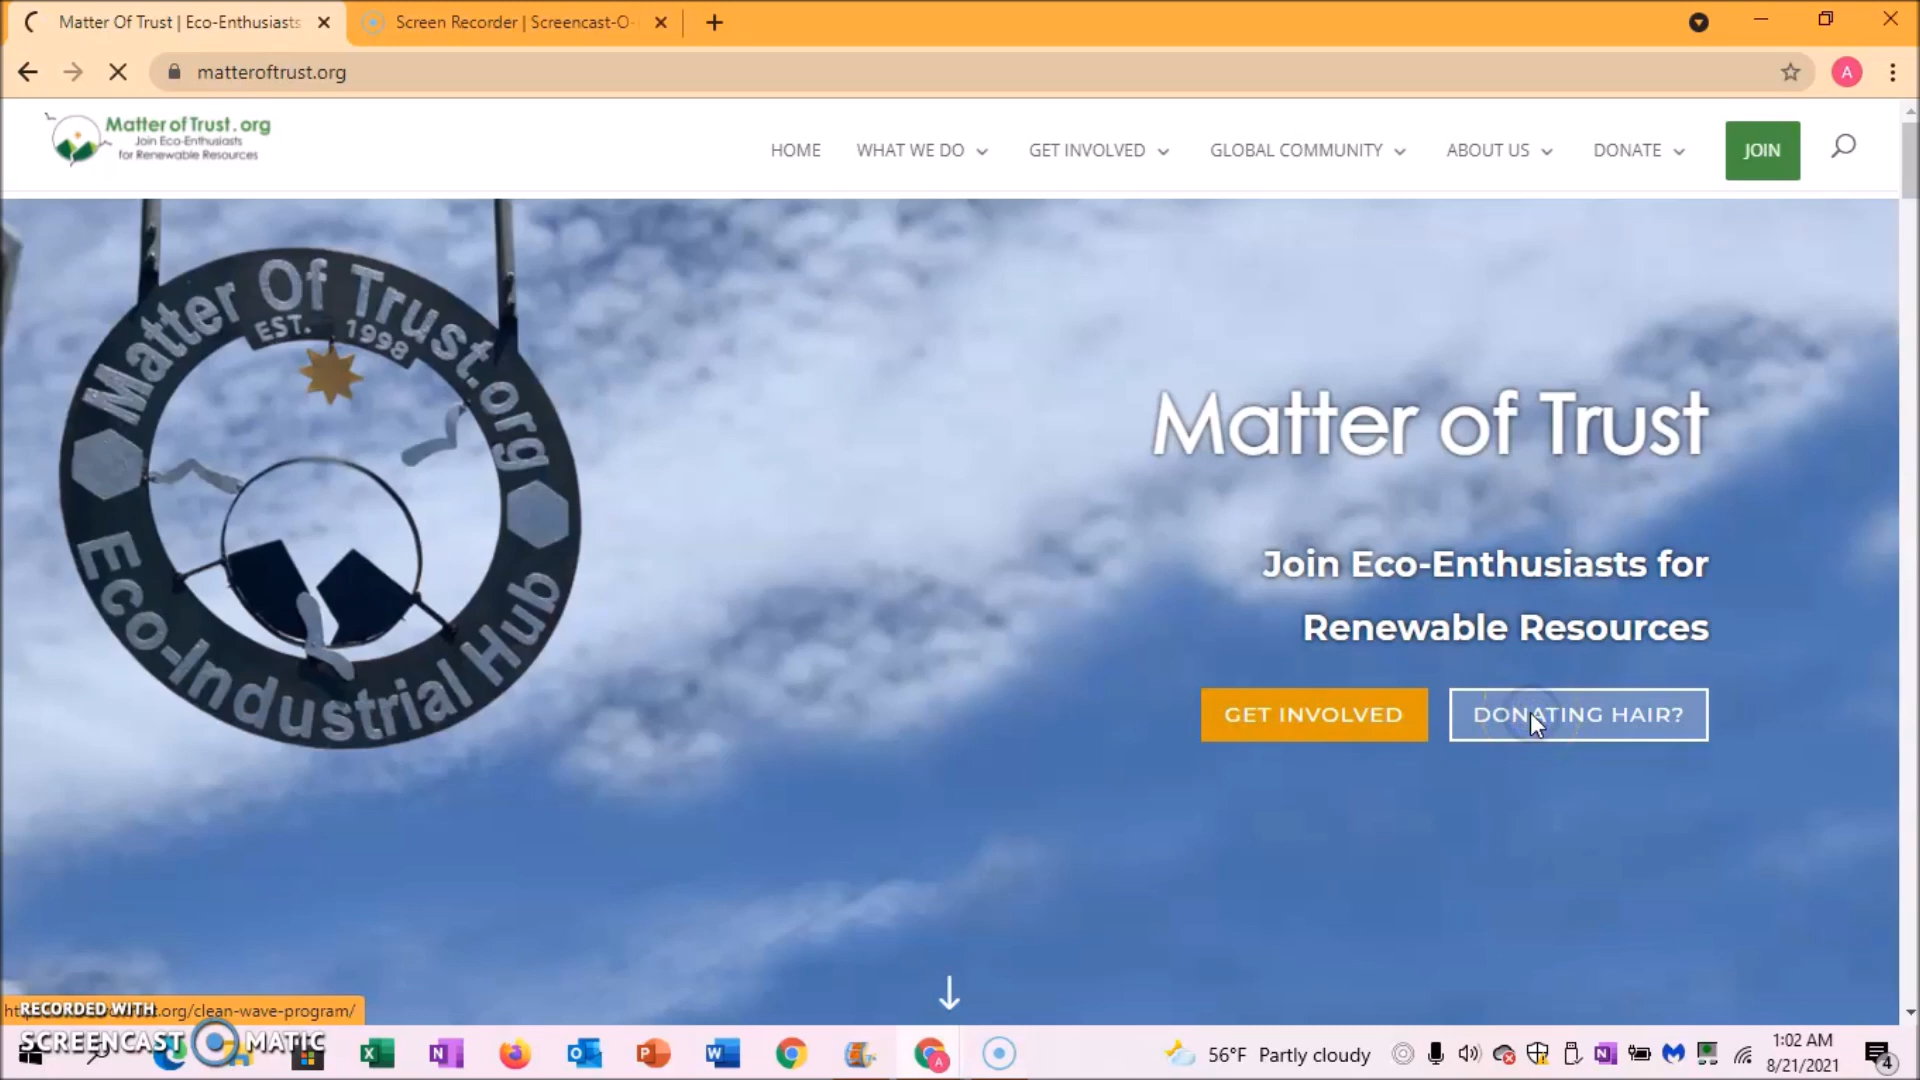 Matter Of Trust | Eco-Enthusiasts
Screen Recorder | Screencast-O-
matteroftrust.org
A
Matter of Trust.org
Join Eco-Enthusiasts
for Renewable Resources
HOME
WHAT WE DO
GET INVOLVED
GLOBAL COMMUNITY
ABOUT US
DONATE
JOIN
Matter Of Trust.org
EST. 1998
Eco-Industrial Hub
Matter of Trust
Join Eco-Enthusiasts for
Renewable Resources
GET INVOLVED
DONATING HAIR?
.org/clean-wave-program/
RECORDED WITH
SCREENCAST MATIC
56°F Partly cloudy
1:02 AM
8/21/2021
4